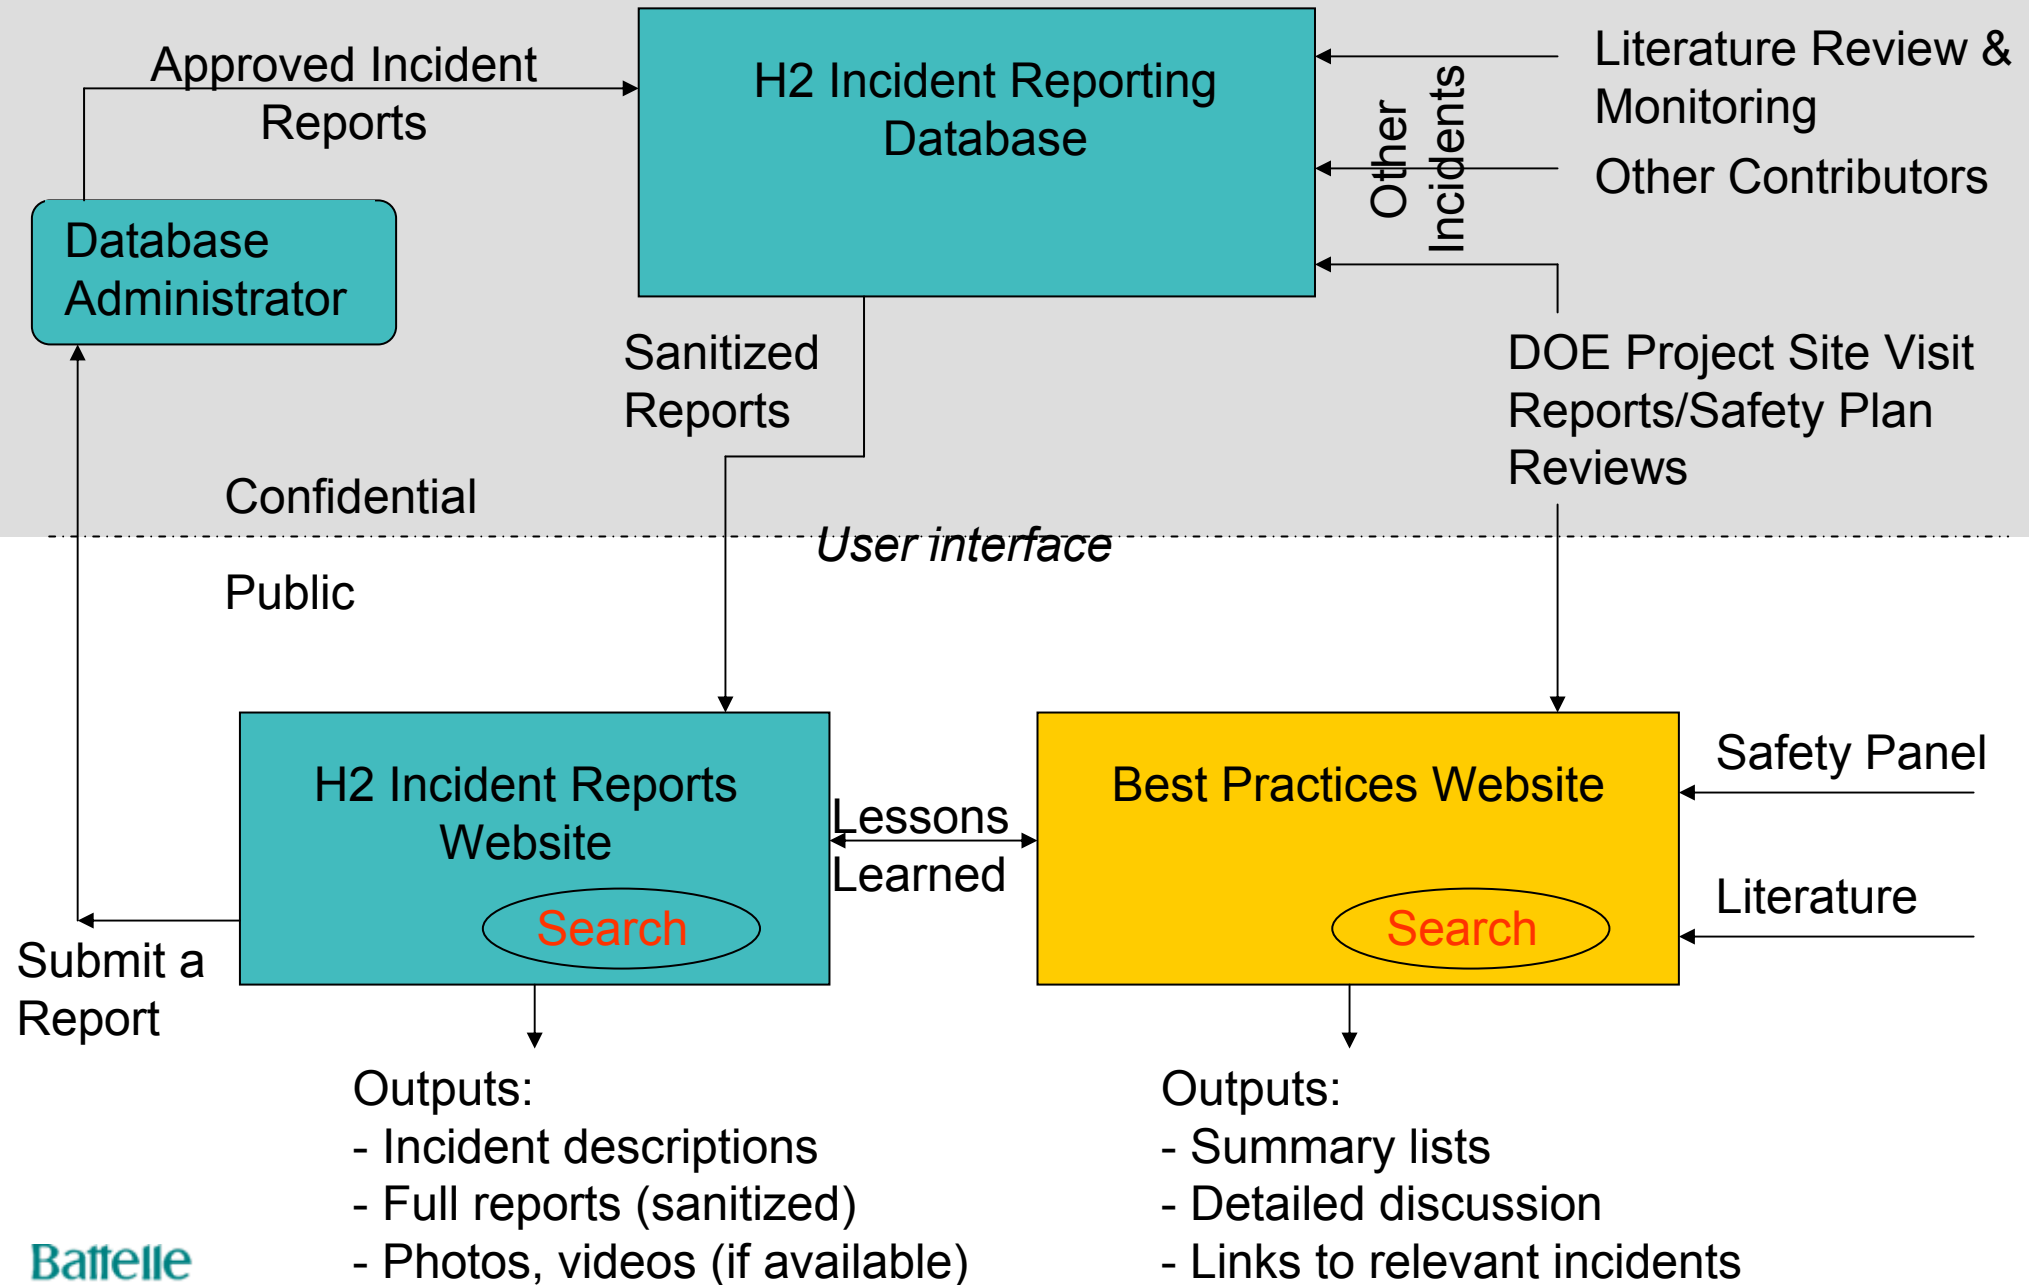 Approved Incident
Reports
H2 Incident Reporting
Database
Other
Incidents
Literature Review &
Monitoring
Other Contributors
Database
Administrator
Sanitized
Reports
DOE Project Site Visit
Reports/Safety Plan
Reviews
Confidential
User interface
Public
H2 Incident Reports
Website
Search
Lessons
Learned
Best Practices Website
Search
Safety Panel
Literature
Submit a
Report
Outputs:
- Incident descriptions
- Full reports (sanitized)
- Photos, videos (if available)
Outputs:
- Summary lists
- Detailed discussion
- Links to relevant incidents
Battelle